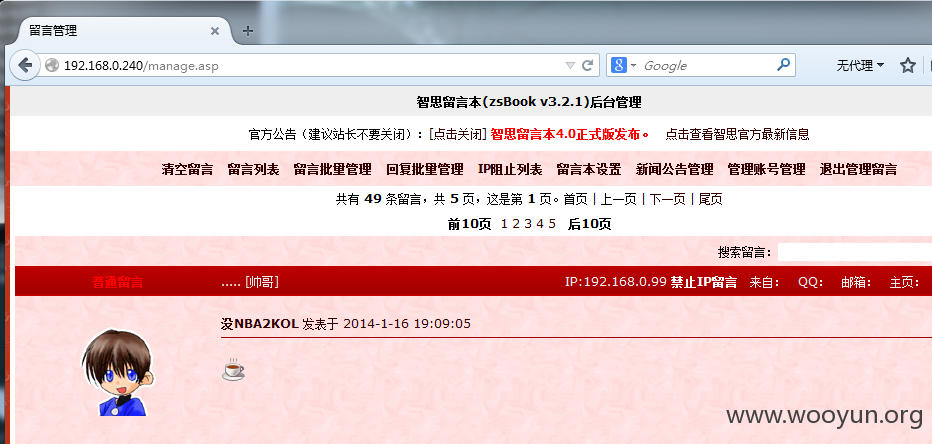 留言管理
192.168.0.240/manage.asp
Google
无代理
智思留言本(zsBook v3.2.1)后台管理
官方公告（建议站长不要关闭）：[点击关闭] 智思留言本4.0正式版发布。 点击查看智思官方最新信息
清空留言 留言列表 留言批量管理 回复批量管理 IP阻止列表 留言本设置 新闻公告管理 管理账号管理 退出管理留言
共有 49 条留言，共 5 页，这是第 1 页。首页 | 上一页 | 下一页 | 尾页
前10页 1 2 3 4 5 后10页
搜索留言：
普通留言 ..... [帅哥] IP:192.168.0.99 禁止IP留言 来自： QQ： 邮箱： 主页：
没NBA2KOL 发表于 2014-1-16 19:09:05
www.wooyun.org